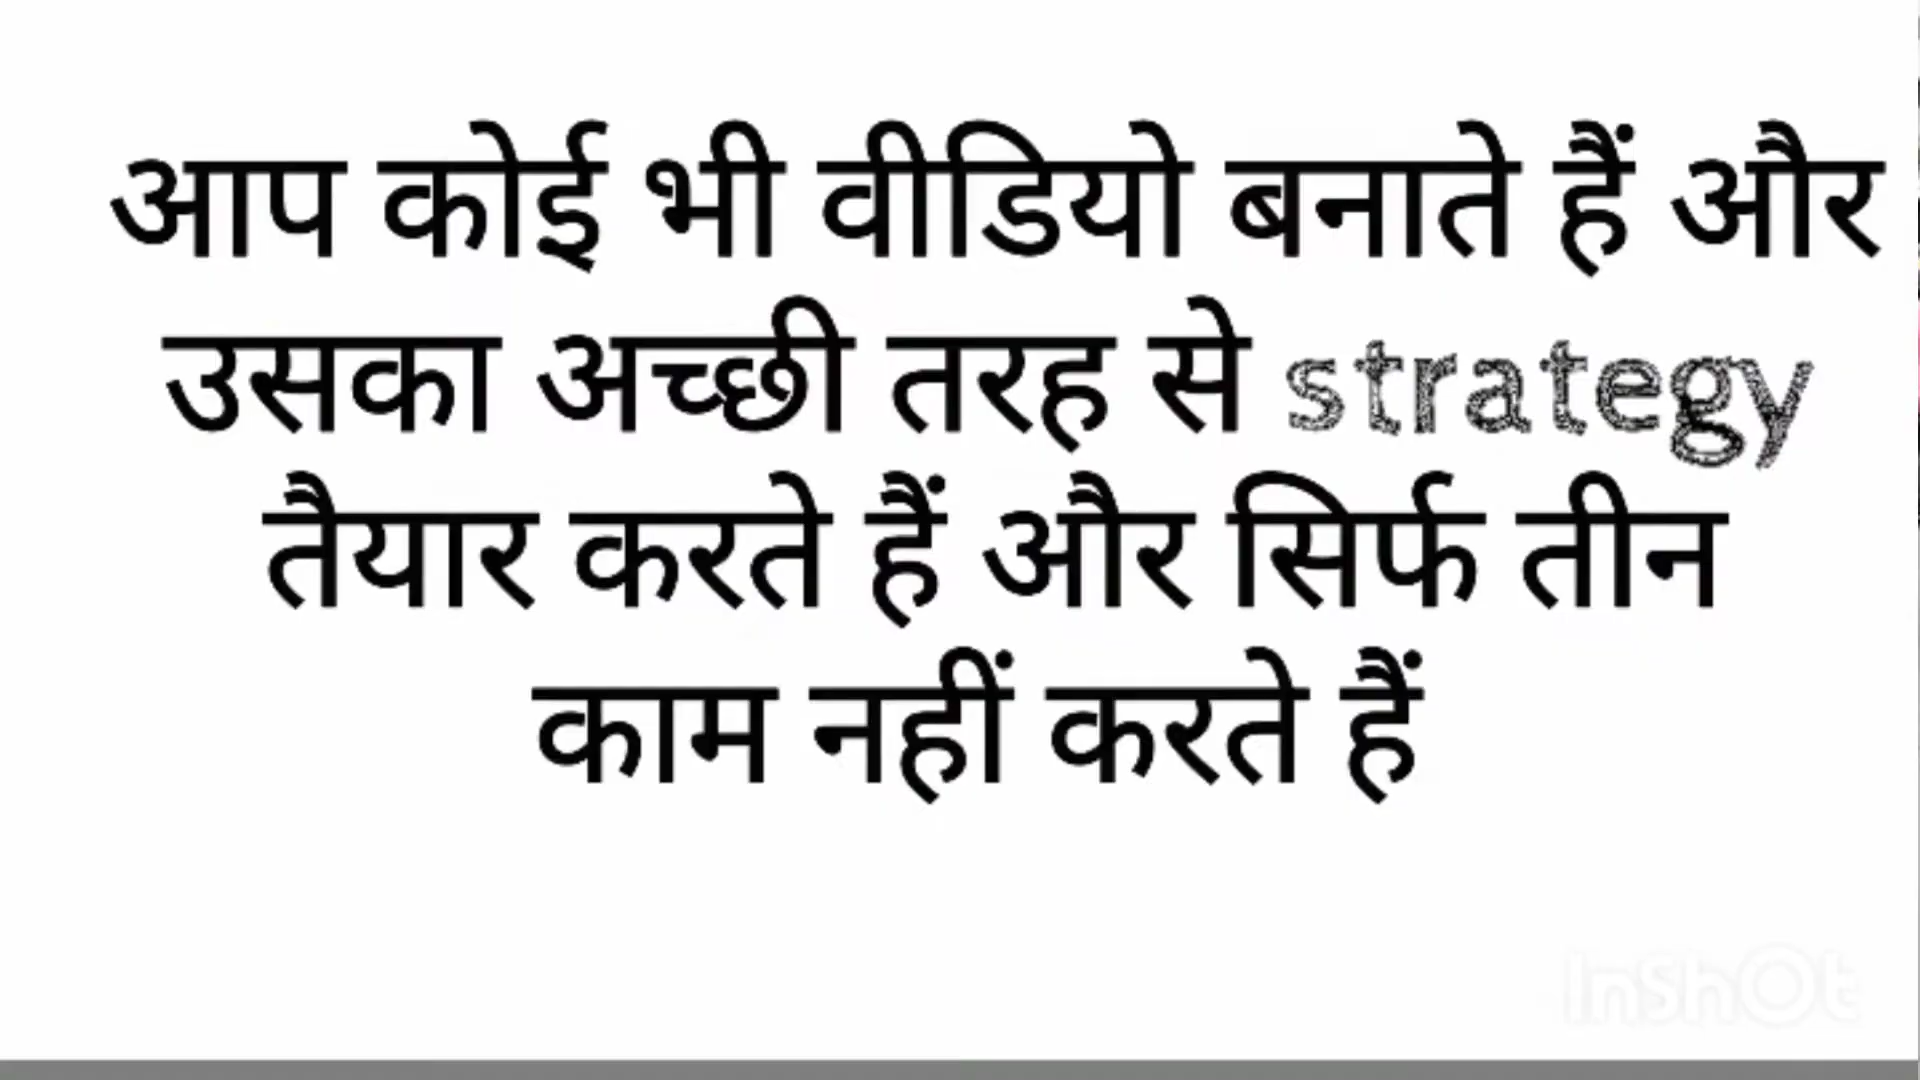 आप कोई भी वीडियो बनाते हैं और
उसका अच्छी तरह से strategy
तैयार करते हैं और सिर्फ तीन
काम नहीं करते हैं
InShOt